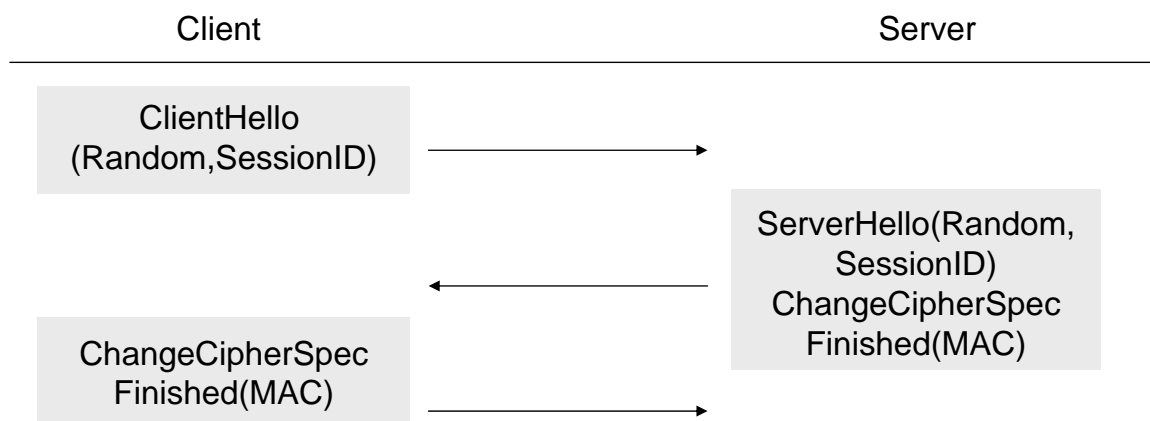 Client
Server
ClientHello
(Random,SessionID)
ServerHello(Random,
SessionID)
ChangeCipherSpec
Finished(MAC)
ChangeCipherSpec
Finished(MAC)